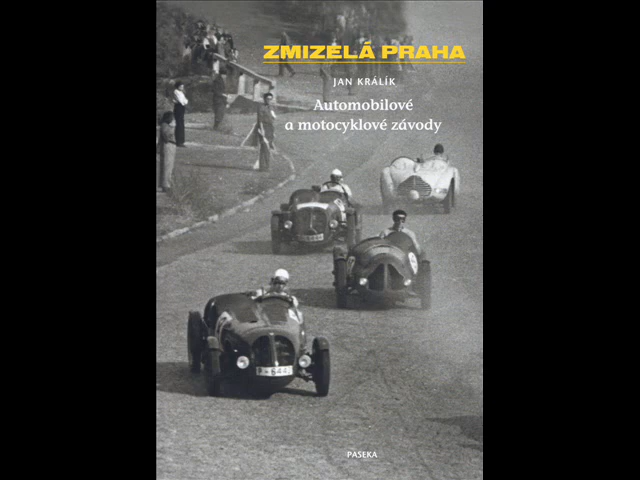 ZMIZELÁ PRAHA
JAN KRÁLÍK
Automobilové
a motocyklové závody
PASEKA